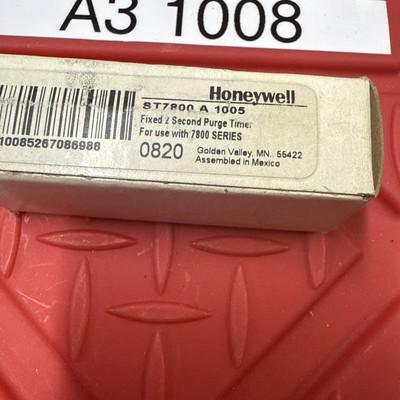 A3 1008
Honeywell
ST7800 A 1005
Fixed 2 Second Purge Timer
For use with 7800 SERIES
0820 Golden Valley, MN.. 55422
Assembled in Mexico
10085267086988